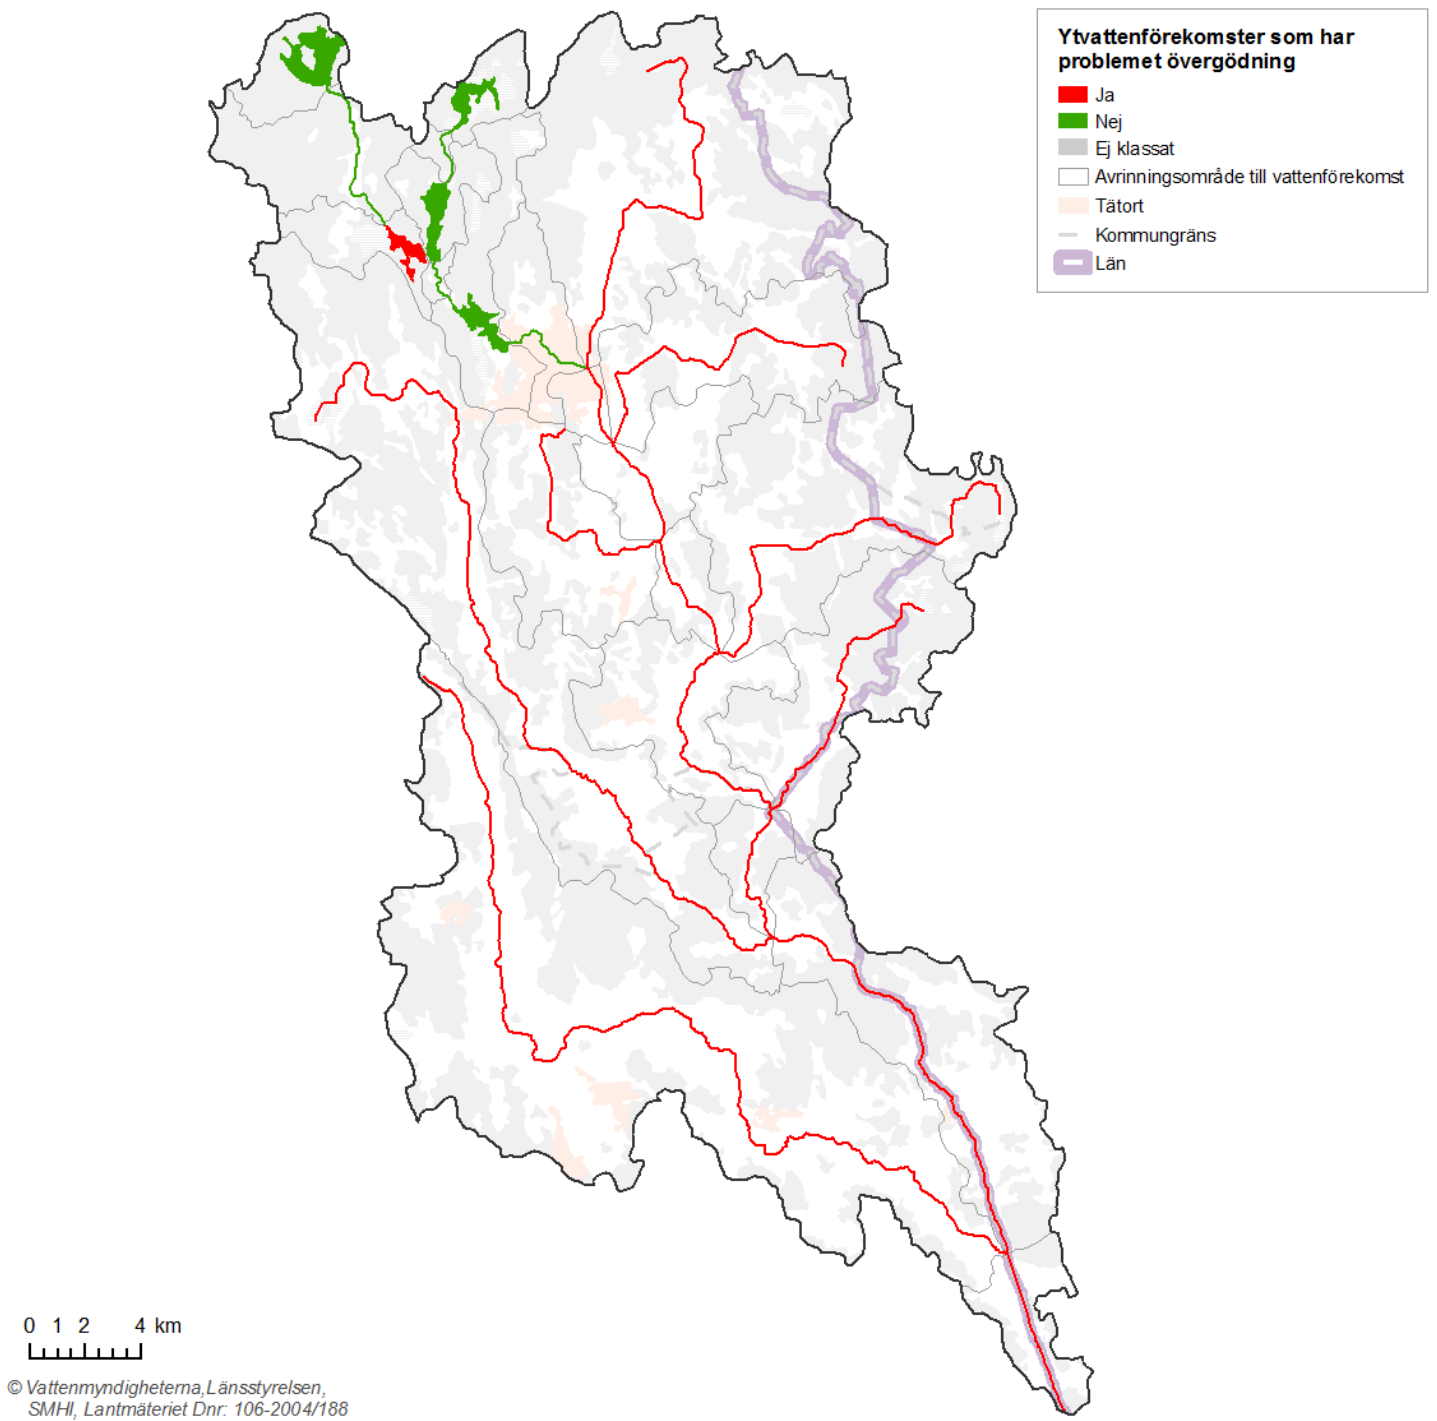 Ytvattenförekomster som har
problemet övergödning
Ja
Nej
Ej klassat
Avrinningsområde till vattenförekomst
Tätort
Kommungräns
Län
0 1 2 4 km
© Vattenmyndigheterna,Länsstyrelsen,
SMHI, Lantmäteriet Dnr: 106-2004/188